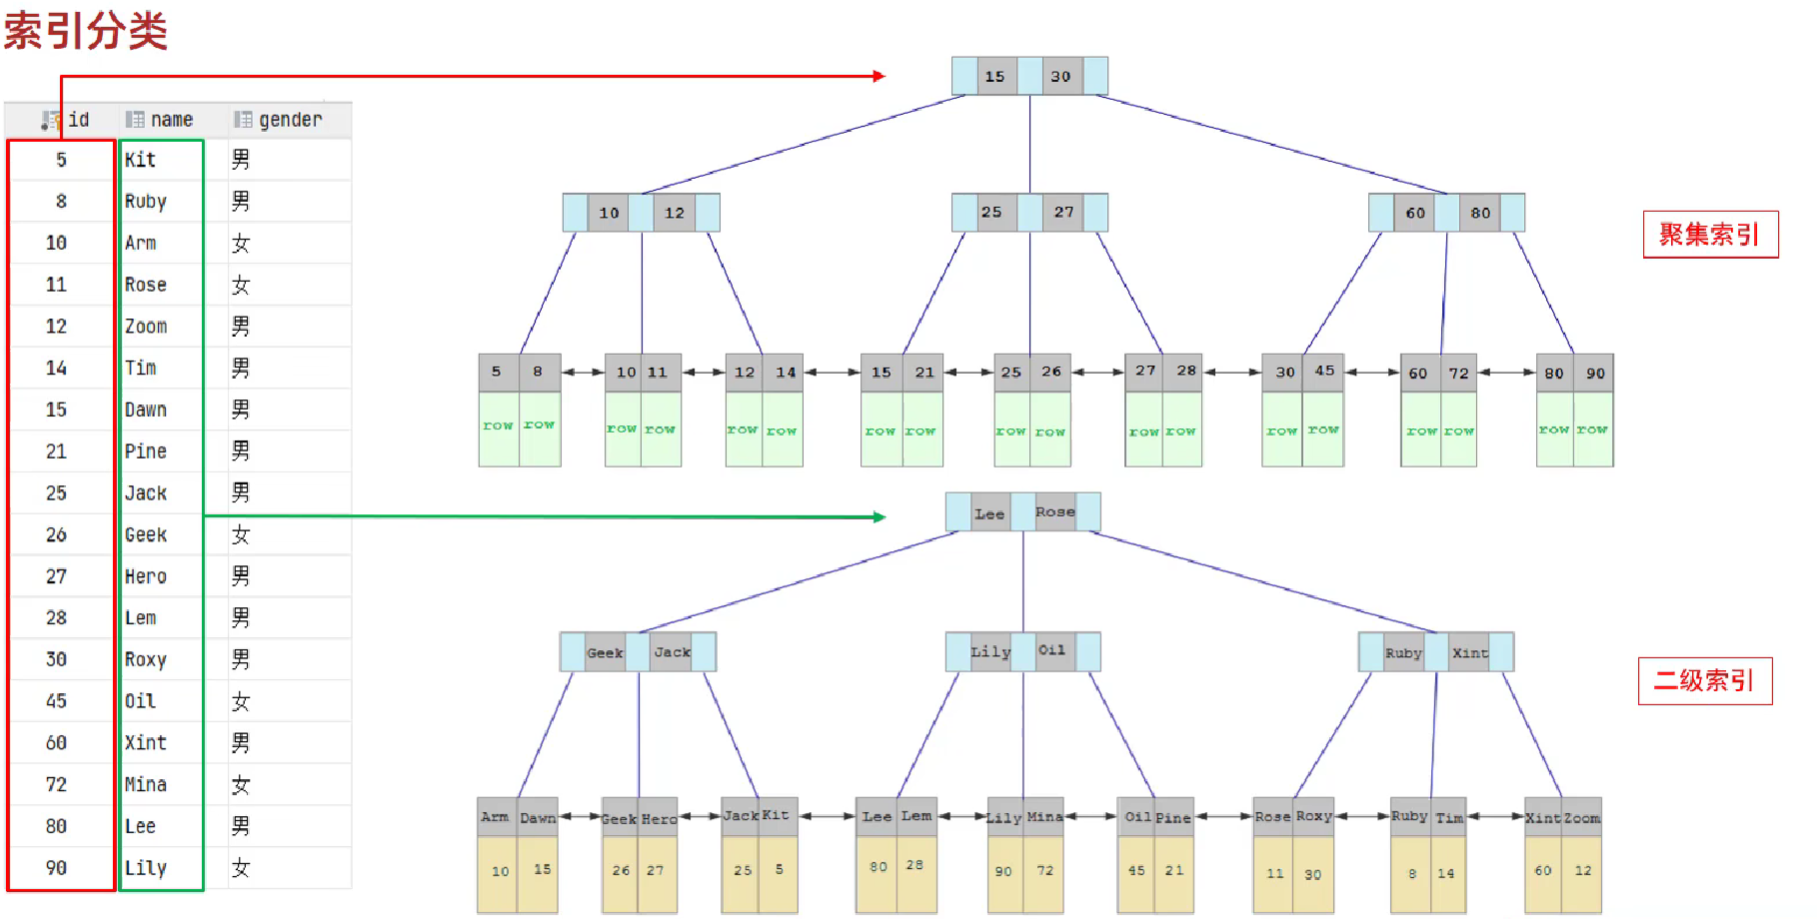 索引分类
id name gender
5 Kit 男
8 Ruby 男
10 Arm 女
11 Rose 女
12 Zoom 男
14 Tim 男
15 Dawn 男
21 Pine 男
25 Jack 男
26 Geek 女
27 Hero 男
28 Lem 男
30 Roxy 男
45 Oil 女
60 Xint 男
72 Mina 女
80 Lee 男
90 Lily 女
15 30
10 12 25 27 60 80
聚集索引
5 8 10 11 12 14 15 21 25 26 27 28 30 45 60 72 80 90
row row row row row row row row row row row row row row row row row row
Lee Rose
Geek Jack Lily Oil Ruby Xint
二级索引
Arm Dawn Geek Hero Jack Kit Lee Lem Lily Mina Oil Pine Rose Roxy Ruby Tim Xint Zoom
10 15 26 27 25 5 80 28 90 72 45 21 11 30 8 14 60 12